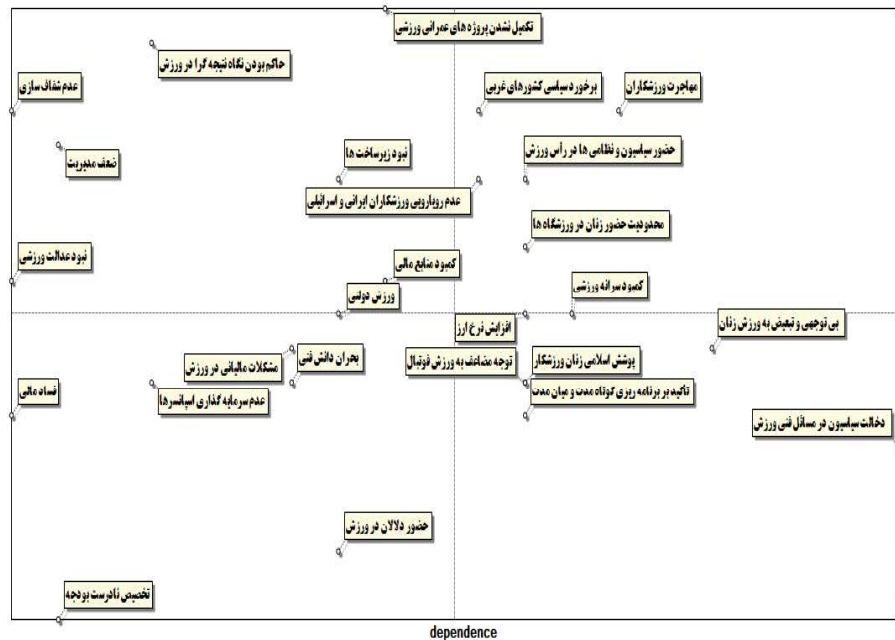 تکمیل نشدن پروژه های عمرانی ورزشی
حاکم بودن نگاه نتیجه گرا در ورزش
مهاجرت ورزشکاران
برخورد سیاسی کشورهای غربی
عدم شفاف سازی
حضور سیاسیون و نظامی ها در رأس ورزش
نبود زیرساخت ها
ضعف مدیریت
عدم رویارویی ورزشکاران ایرانی و اسرائیلی
محدودیت حضور زنان در ورزشگاه ها
نبود عدالت ورزشی
کمبود منابع مالی
کمبود سرانه ورزشی
ورزش دولتی
بی توجهی و تبعیض به ورزش زنان
افزایش نرخ ارز
پوشش اسلامی زنان ورزشکار
توجه مضاعف به ورزش فوتبال
بحران دانش فنی
مشکلات مالیاتی در ورزش
تأکید بر برنامه ریزی کوتاه مدت و میان مدت
عدم سرمایه گذاری اسپانسرها
فساد مالی
دخالت سیاسیون در مسائل فنی ورزش
حضور دلالان در ورزش
تخصیص نادرست بودجه
dependence